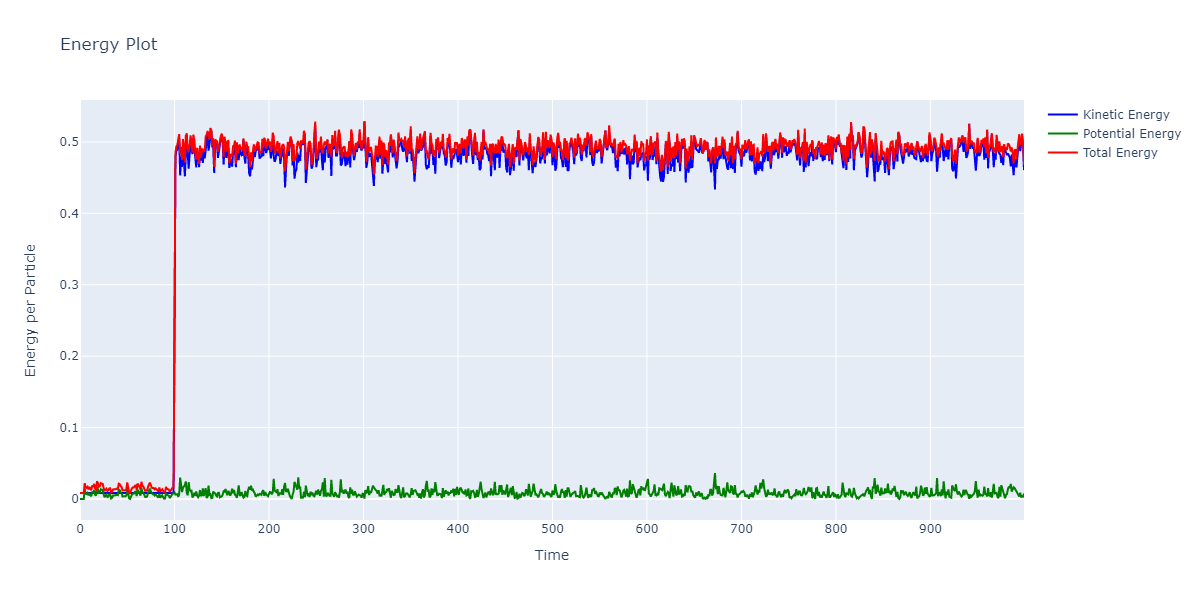 Energy Plot
Kinetic Energy
Potential Energy
Total Energy
Energy per Particle
0.5
0.4
0.3
0.2
0.1
0
0 100 200 300 400 500 600 700 800 900
Time